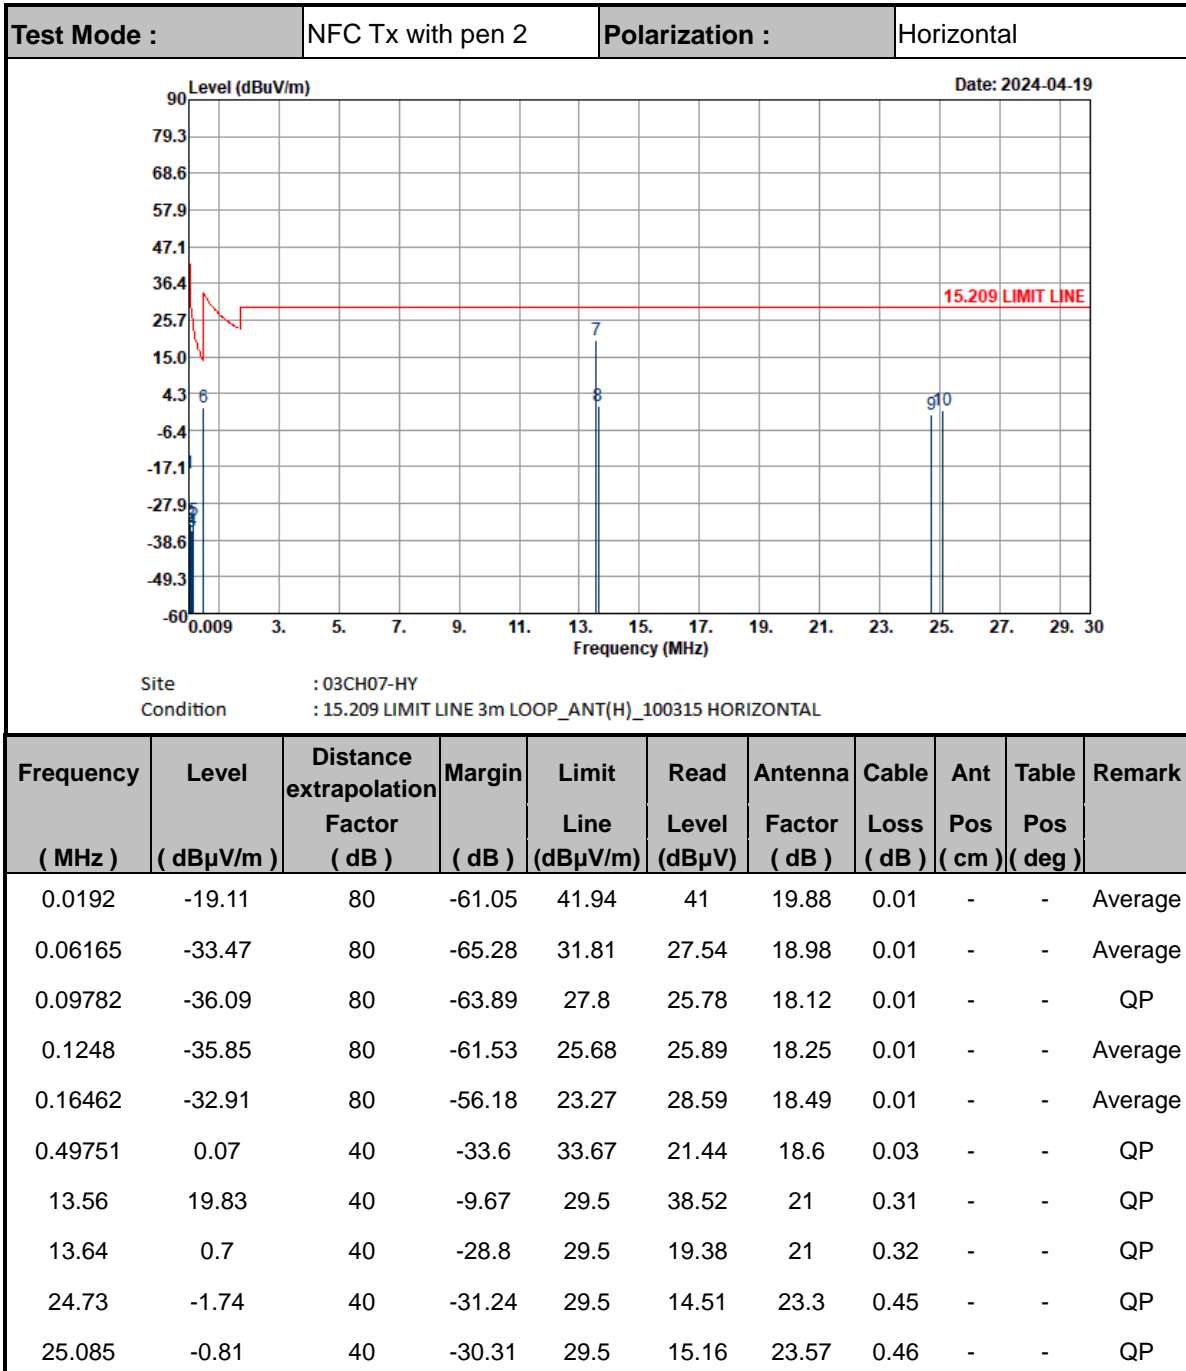 Test Mode : NFC Tx with pen 2 Polarization : Horizontal
Level (dBuV/m) Date: 2024-04-19
90
79.3
68.6
57.9
47.1
36.4
15.209 LIMIT LINE
25.7
7
15.0
4.3 6 8 9 10
-6.4
-17.1
-27.9
-38.6
-49.3
-60
0.009 3. 5. 7. 9. 11. 13. 15. 17. 19. 21. 23. 25. 27. 29. 30
Frequency (MHz)
Site : 03CH07-HY
Condition : 15.209 LIMIT LINE 3m LOOP_ANT(H)_100315 HORIZONTAL
Frequency Level Distance extrapolation Margin Limit Read Antenna Cable Ant Table Remark
Factor Line Level Factor Loss Pos Pos
( MHz ) ( dBµV/m ) ( dB ) ( dB ) (dBµV/m) (dBµV) ( dB ) ( dB ) ( cm ) ( deg )
0.0192 -19.11 80 -61.05 41.94 41 19.88 0.01 - - Average
0.06165 -33.47 80 -65.28 31.81 27.54 18.98 0.01 - - Average
0.09782 -36.09 80 -63.89 27.8 25.78 18.12 0.01 - - QP
0.1248 -35.85 80 -61.53 25.68 25.89 18.25 0.01 - - Average
0.16462 -32.91 80 -56.18 23.27 28.59 18.49 0.01 - - Average
0.49751 0.07 40 -33.6 33.67 21.44 18.6 0.03 - - QP
13.56 19.83 40 -9.67 29.5 38.52 21 0.31 - - QP
13.64 0.7 40 -28.8 29.5 19.38 21 0.32 - - QP
24.73 -1.74 40 -31.24 29.5 14.51 23.3 0.45 - - QP
25.085 -0.81 40 -30.31 29.5 15.16 23.57 0.46 - - QP